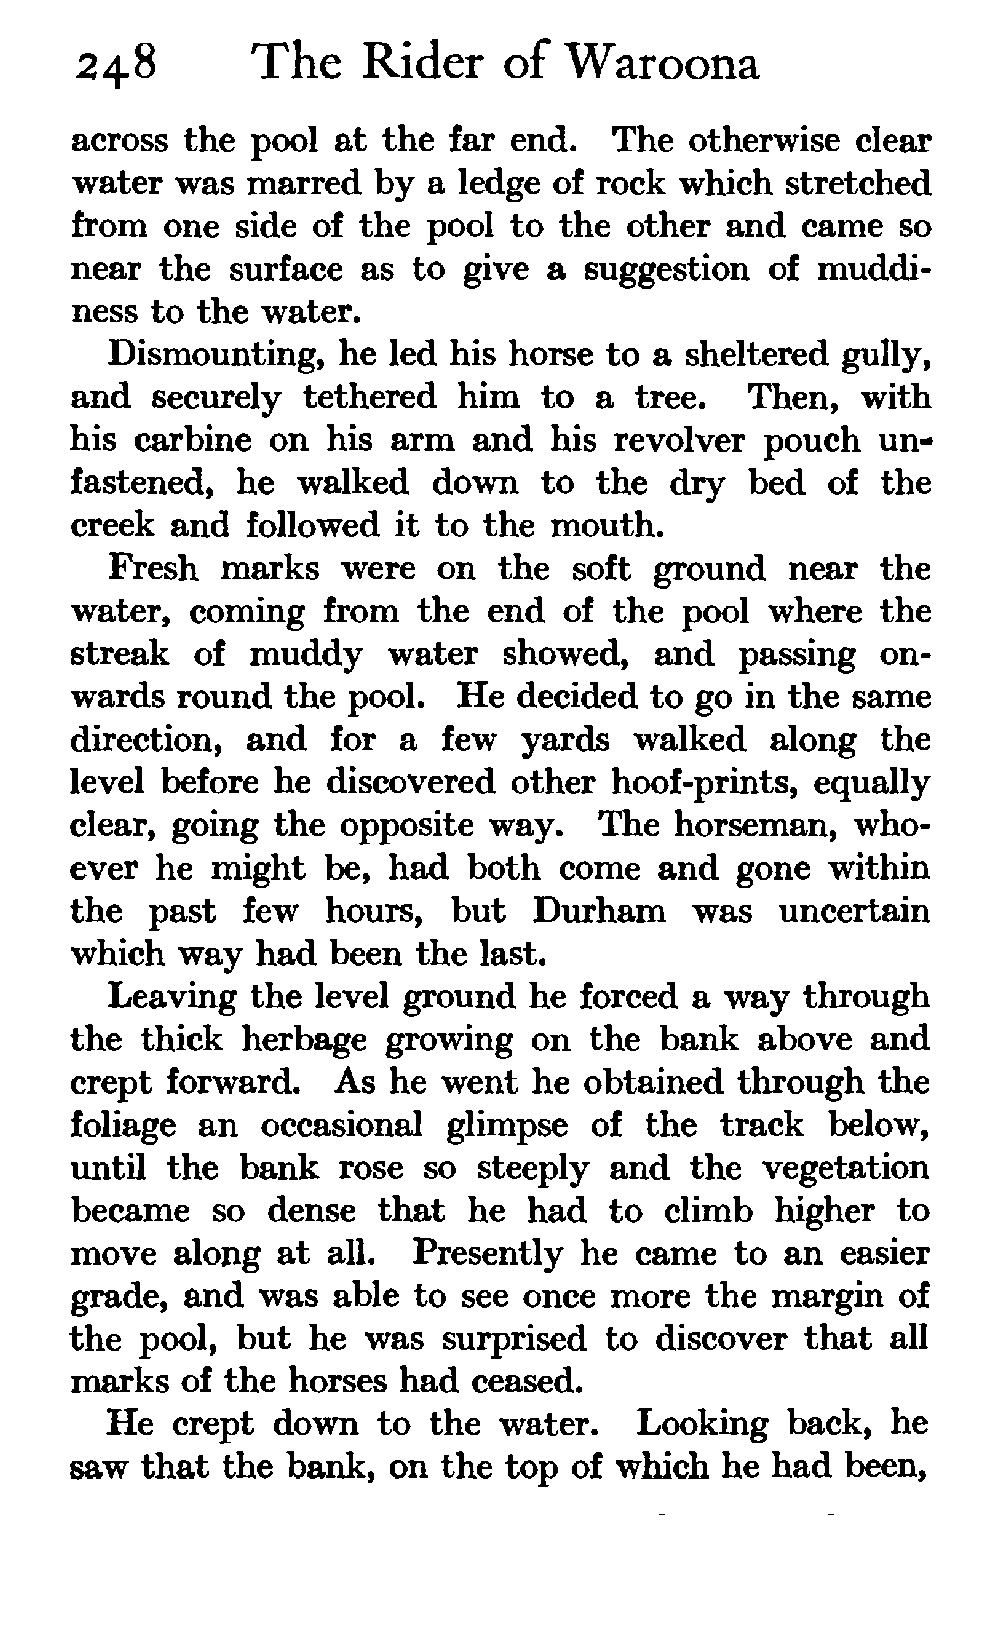 248 The Rider of Waroona
across the pool at the far end. The otherwise clear
water was marred by a ledge of rock which stretched
from one side of the pool to the other and came so
near the surface as to give a suggestion of muddi-
ness to the water.
Dismounting, he led his horse to a sheltered gully,
and securely tethered him to a tree. Then, with
his carbine on his arm and his revolver pouch un-
fastened, he walked down to the dry bed of the
creek and followed it to the mouth.
Fresh marks were on the soft ground near the
water, coming from the end of the pool where the
streak of muddy water showed, and passing on-
wards round the pool. He decided to go in the same
direction, and for a few yards walked along the
level before he discovered other hoof-prints, equally
clear, going the opposite way. The horseman, who-
ever he might be, had both come and gone within
the past few hours, but Durham was uncertain
which way had been the last.
Leaving the level ground he forced a way through
the thick herbage growing on the bank above and
crept forward. As he went he obtained through the
foliage an occasional glimpse of the track below,
until the bank rose so steeply and the vegetation
became so dense that he had to climb higher to
move along at all. Presently he came to an easier
grade, and was able to see once more the margin of
the pool, but he was surprised to discover that all
marks of the horses had ceased.
He crept down to the water. Looking back, he
saw that the bank, on the top of which he had been,